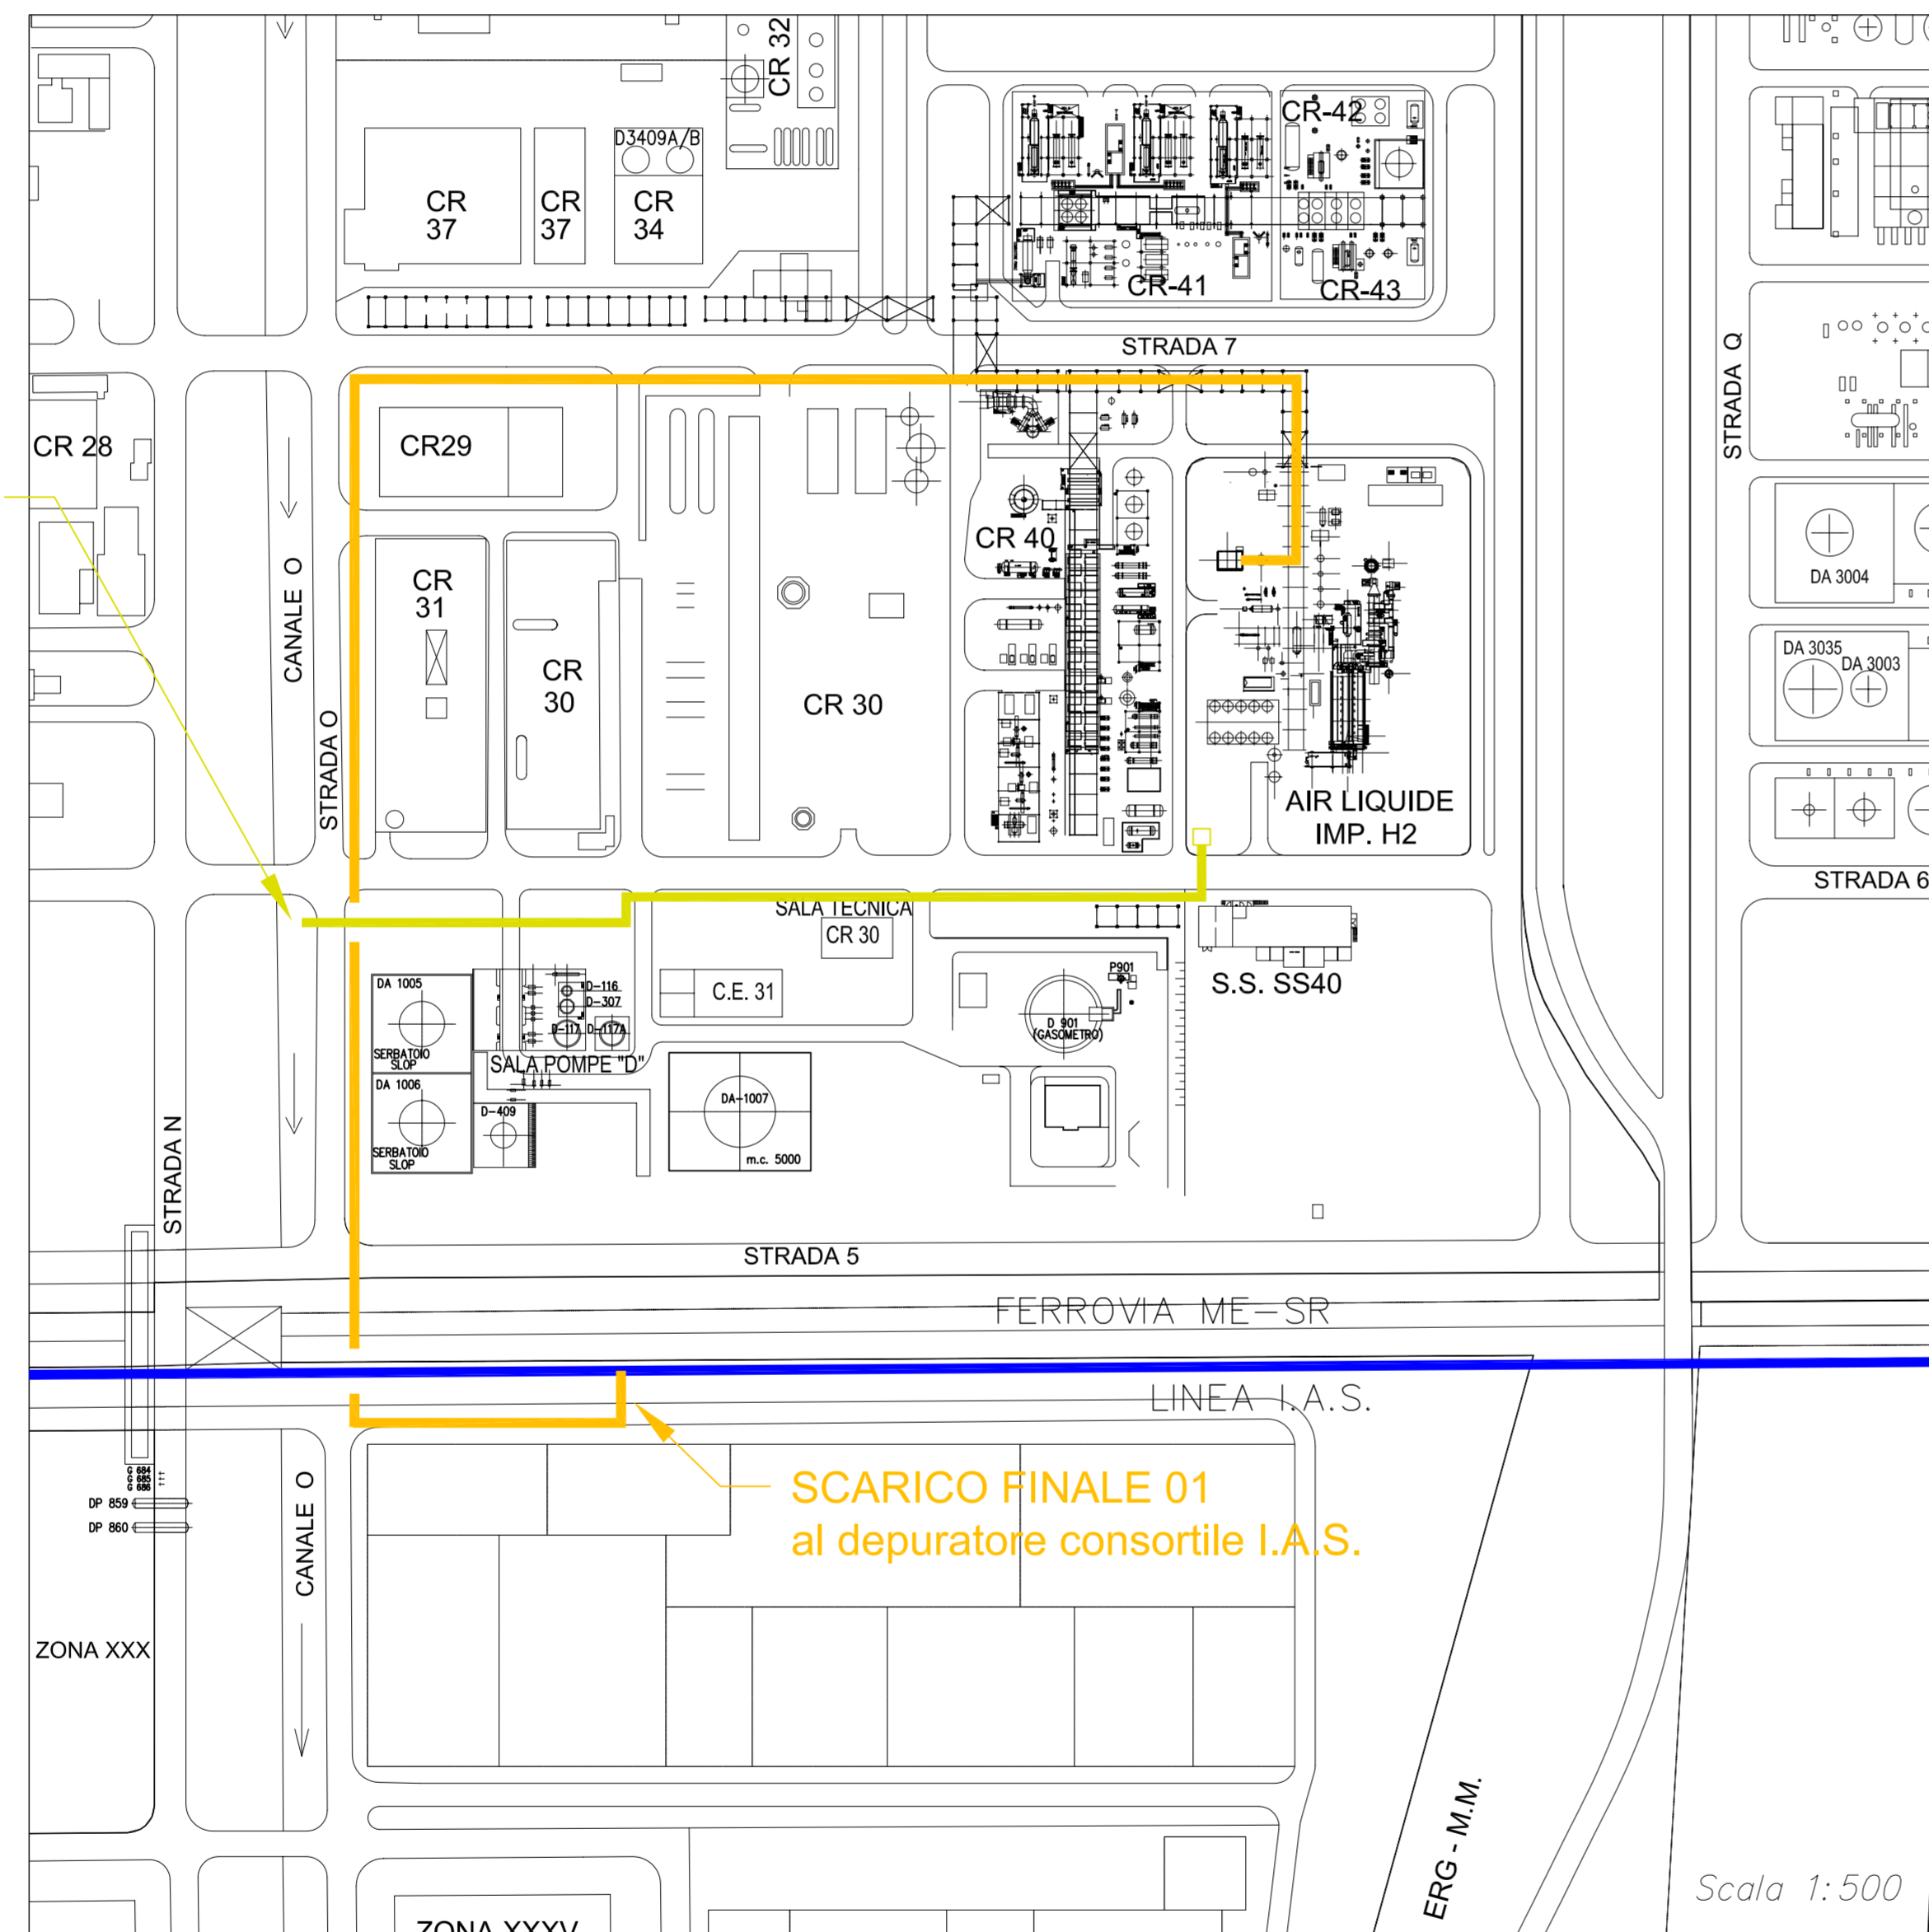 CR 32
D3409A/B
CR
37
CR
37
CR
34
CR-42
CR-41
CR-43
STRADA 7
STRADA Q
CR 28
CR29
CANALE O
STRADA O
CR
31
CR
30
CR 30
CR 40
AIR LIQUIDE
IMP. H2
DA 3004
DA 3035
DA 3003
STRADA 6
SALA TECNICA
CR 30
C.E. 31
DA 1005
SERBATOIO
SLOP
DA 1006
SERBATOIO
SLOP
D-116
D-307
D-117
D-117A
SALA POMPE "D"
D-409
DA-1007
m.c. 5000
P901
D 901
(GASOMETRO)
S.S. SS40
STRADA N
STRADA 5
FERROVIA ME-SR
LINEA I.A.S.
SCARICO FINALE 01
al depuratore consortile I.A.S.
G 684
G 685
G 686
DP 859
DP 860
CANALE O
ZONA XXX
ERG - M.M.
Scala 1:500
ZONA XXXV